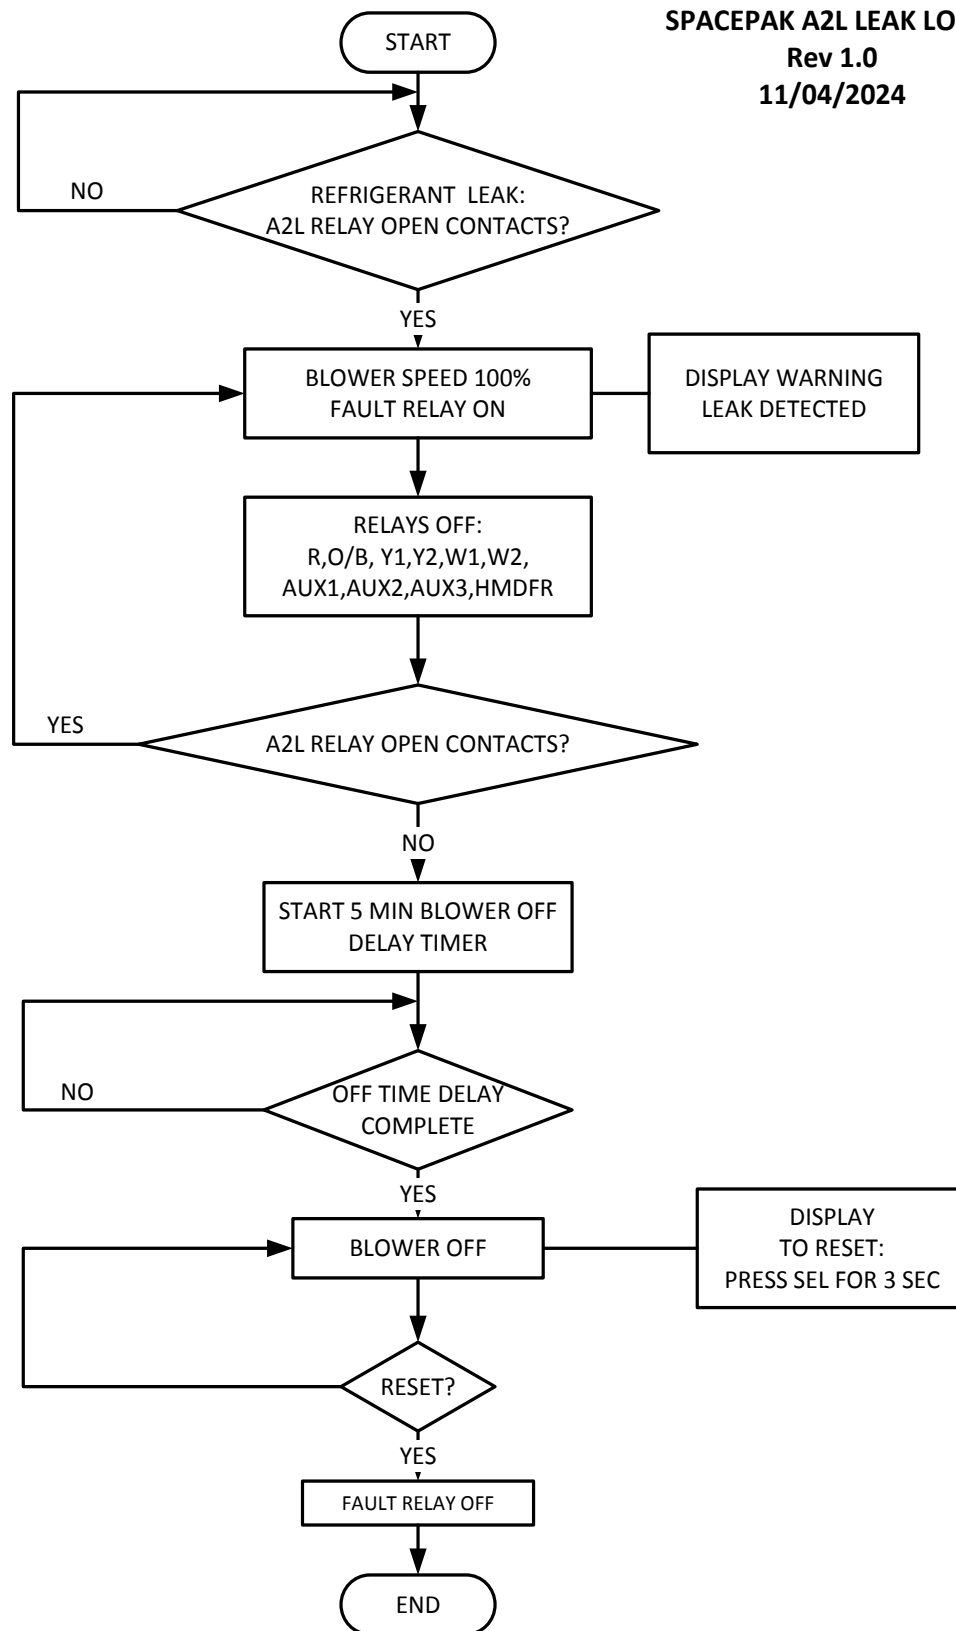 START
SPACEPAK A2L LEAK LO
Rev 1.0
11/04/2024
NO
REFRIGERANT LEAK:
A2L RELAY OPEN CONTACTS?
YES
BLOWER SPEED 100%
FAULT RELAY ON
DISPLAY WARNING
LEAK DETECTED
RELAYS OFF:
R,O/B, Y1,Y2,W1,W2,
AUX1,AUX2,AUX3,HMDFR
YES
A2L RELAY OPEN CONTACTS?
NO
START 5 MIN BLOWER OFF
DELAY TIMER
NO
OFF TIME DELAY
COMPLETE
YES
BLOWER OFF
DISPLAY
TO RESET:
PRESS SEL FOR 3 SEC
RESET?
YES
FAULT RELAY OFF
END